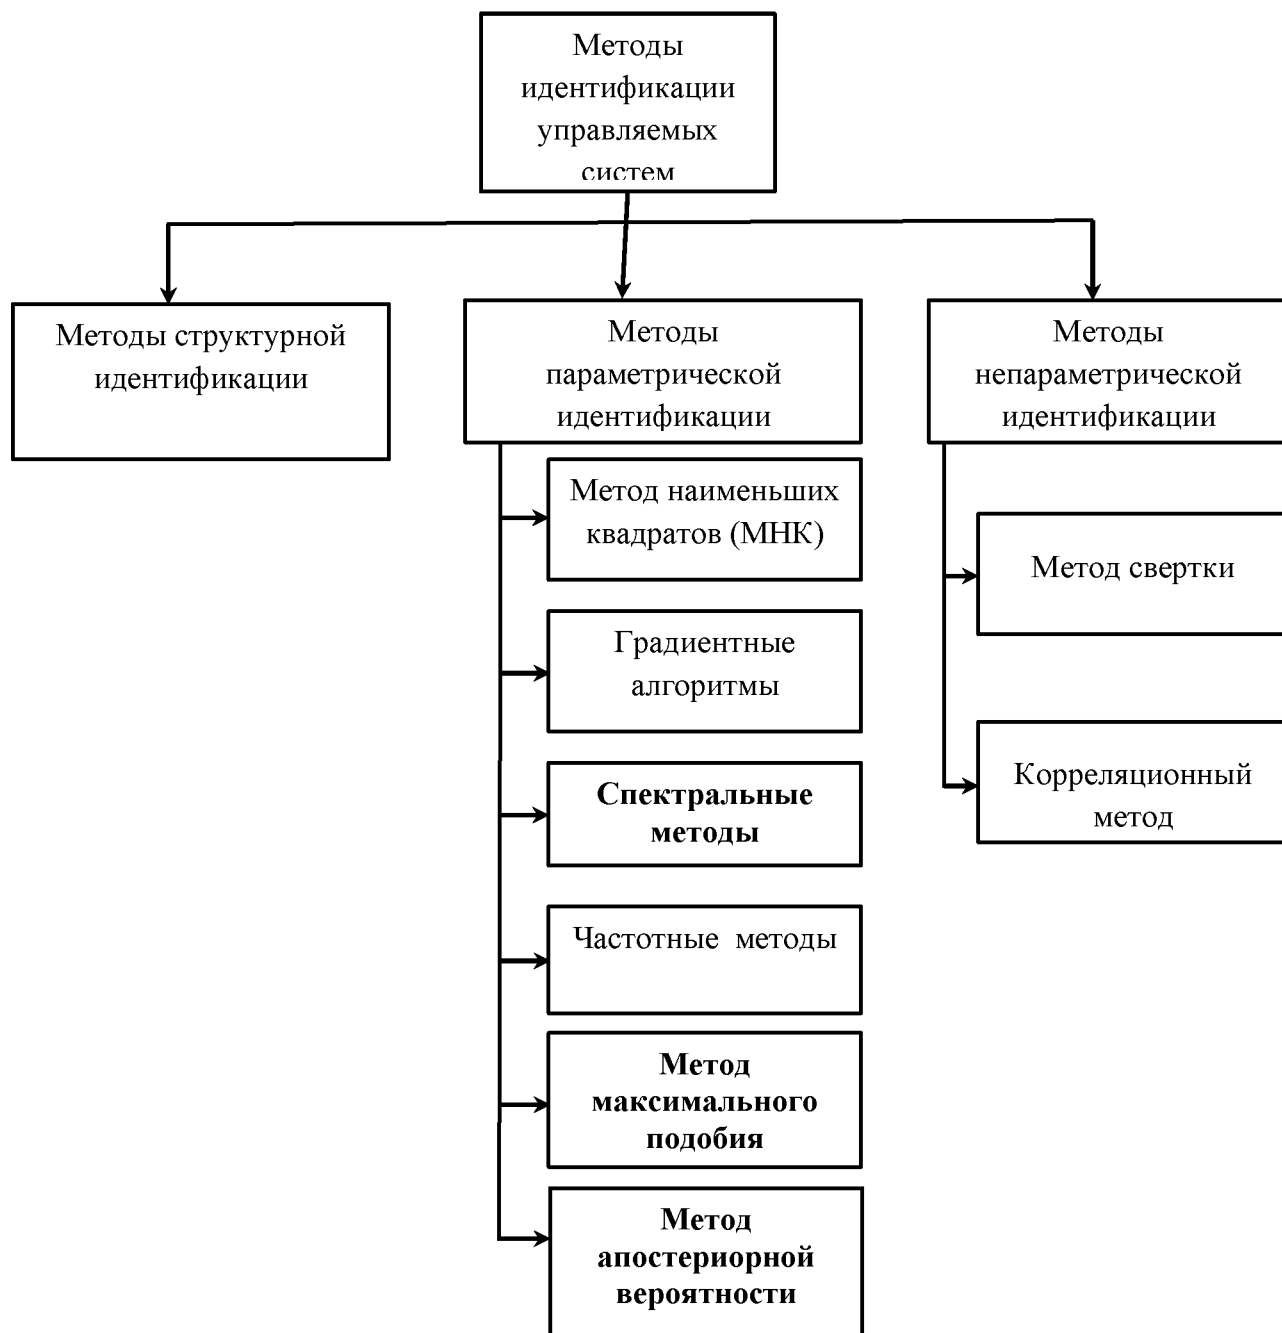 Методы
идентификации
управляемых
систем
Методы структурной
идентификации
Методы
параметрической
идентификации
Методы
непараметрической
идентификации
Метод наименьших
квадратов (МНК)
Градиентные
алгоритмы
Спектральные
методы
Частотные  методы
Метод
максимального
подобия
Метод
апостериорной
вероятности
Метод свертки
Корреляционный
метод